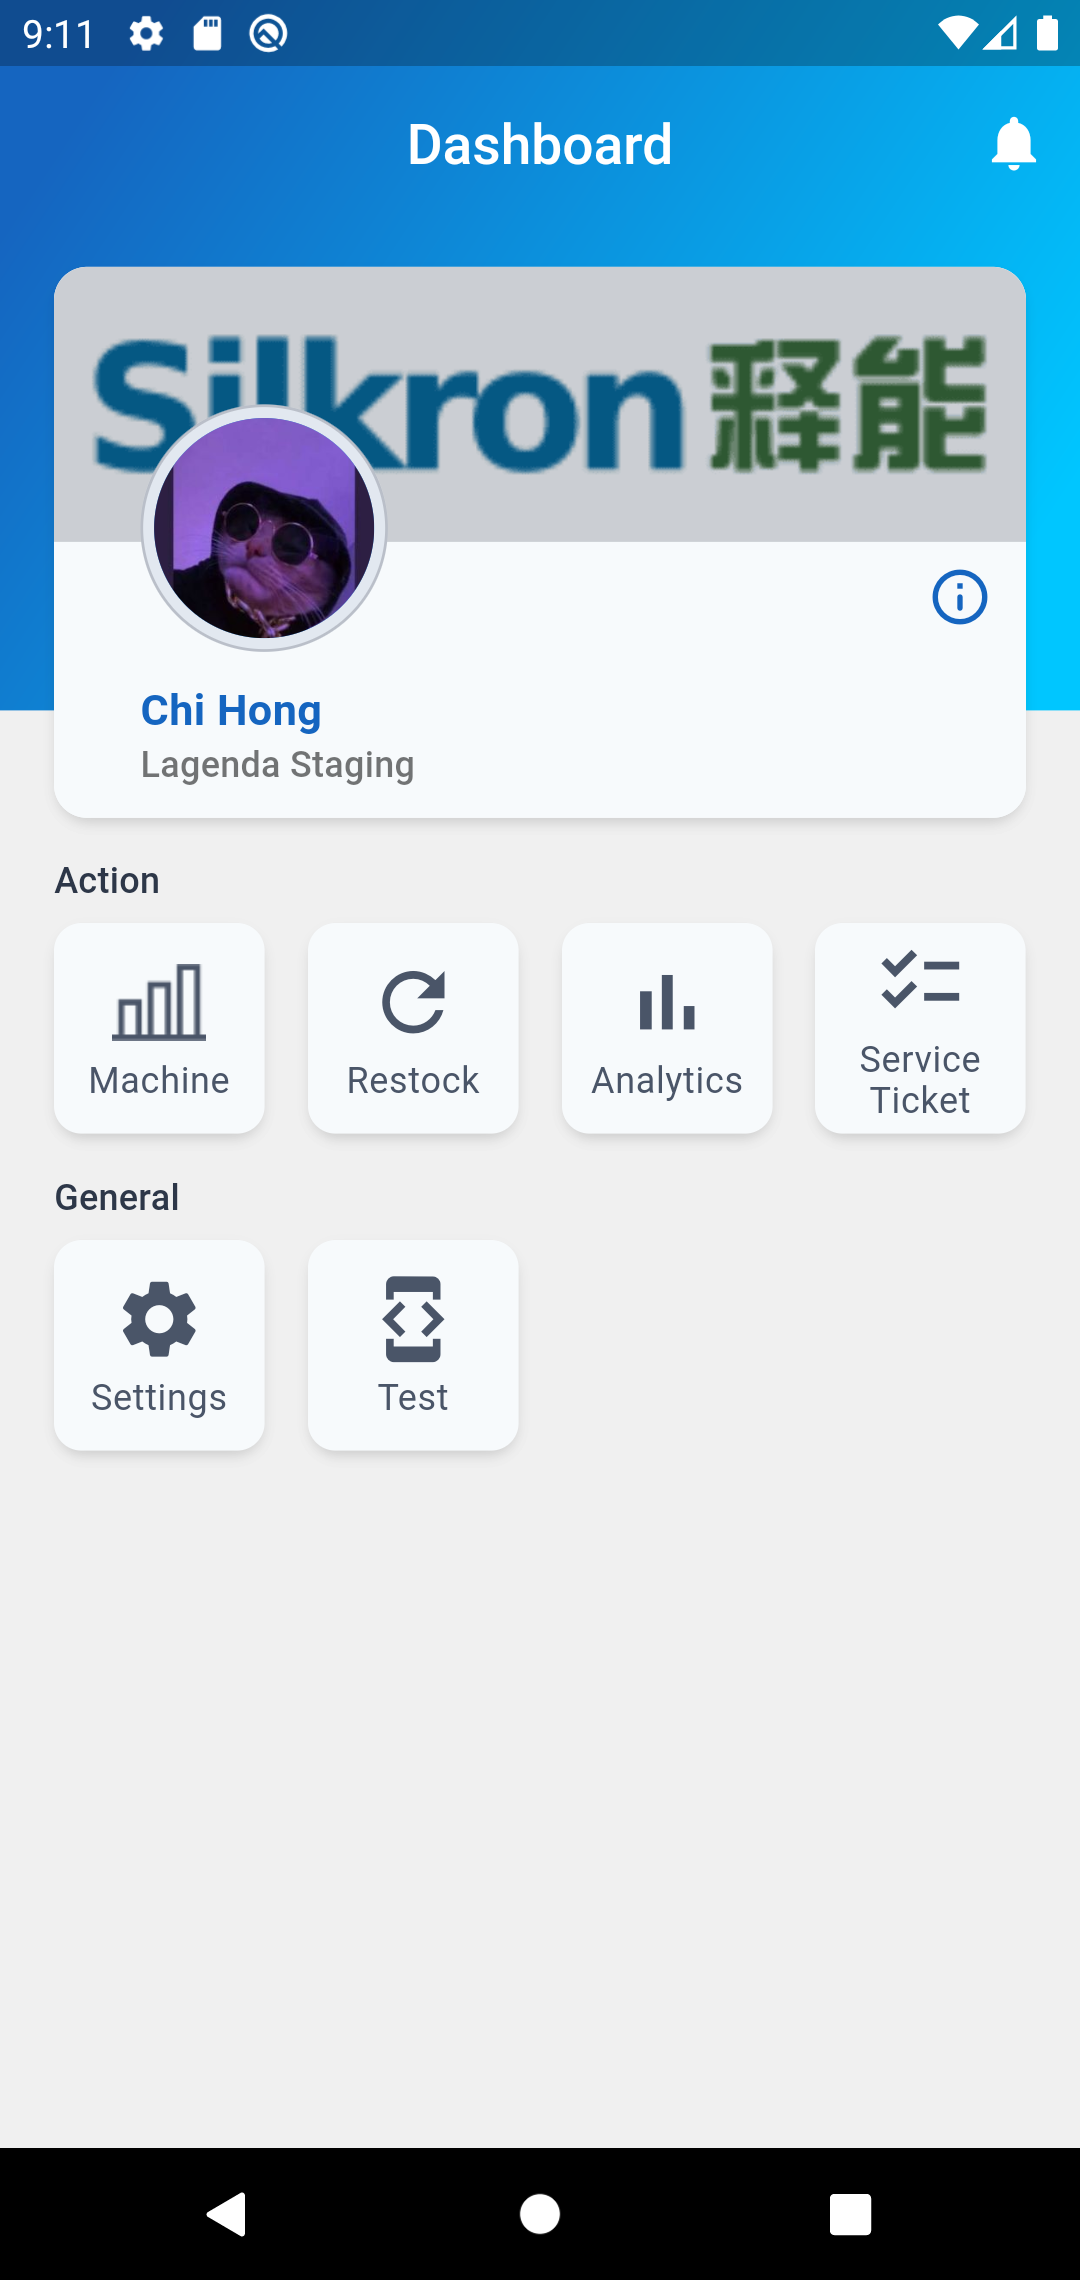 9:11
Dashboard
Silkron 释能
Chi Hong
Lagenda Staging
Action
Machine
Restock
Analytics
Service
Ticket
General
Settings
Test